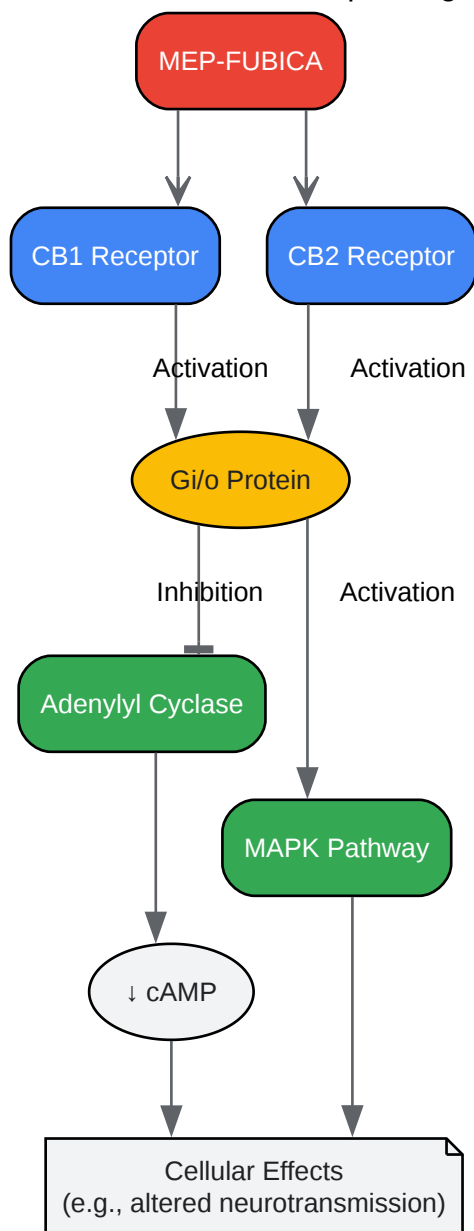 MEP-FUBICA
CB1 Receptor
CB2 Receptor
Activation
Activation
Gi/o Protein
Inhibition
Activation
Adenylyl Cyclase
MAPK Pathway
↓ cAMP
Cellular Effects
(e.g., altered neurotransmission)